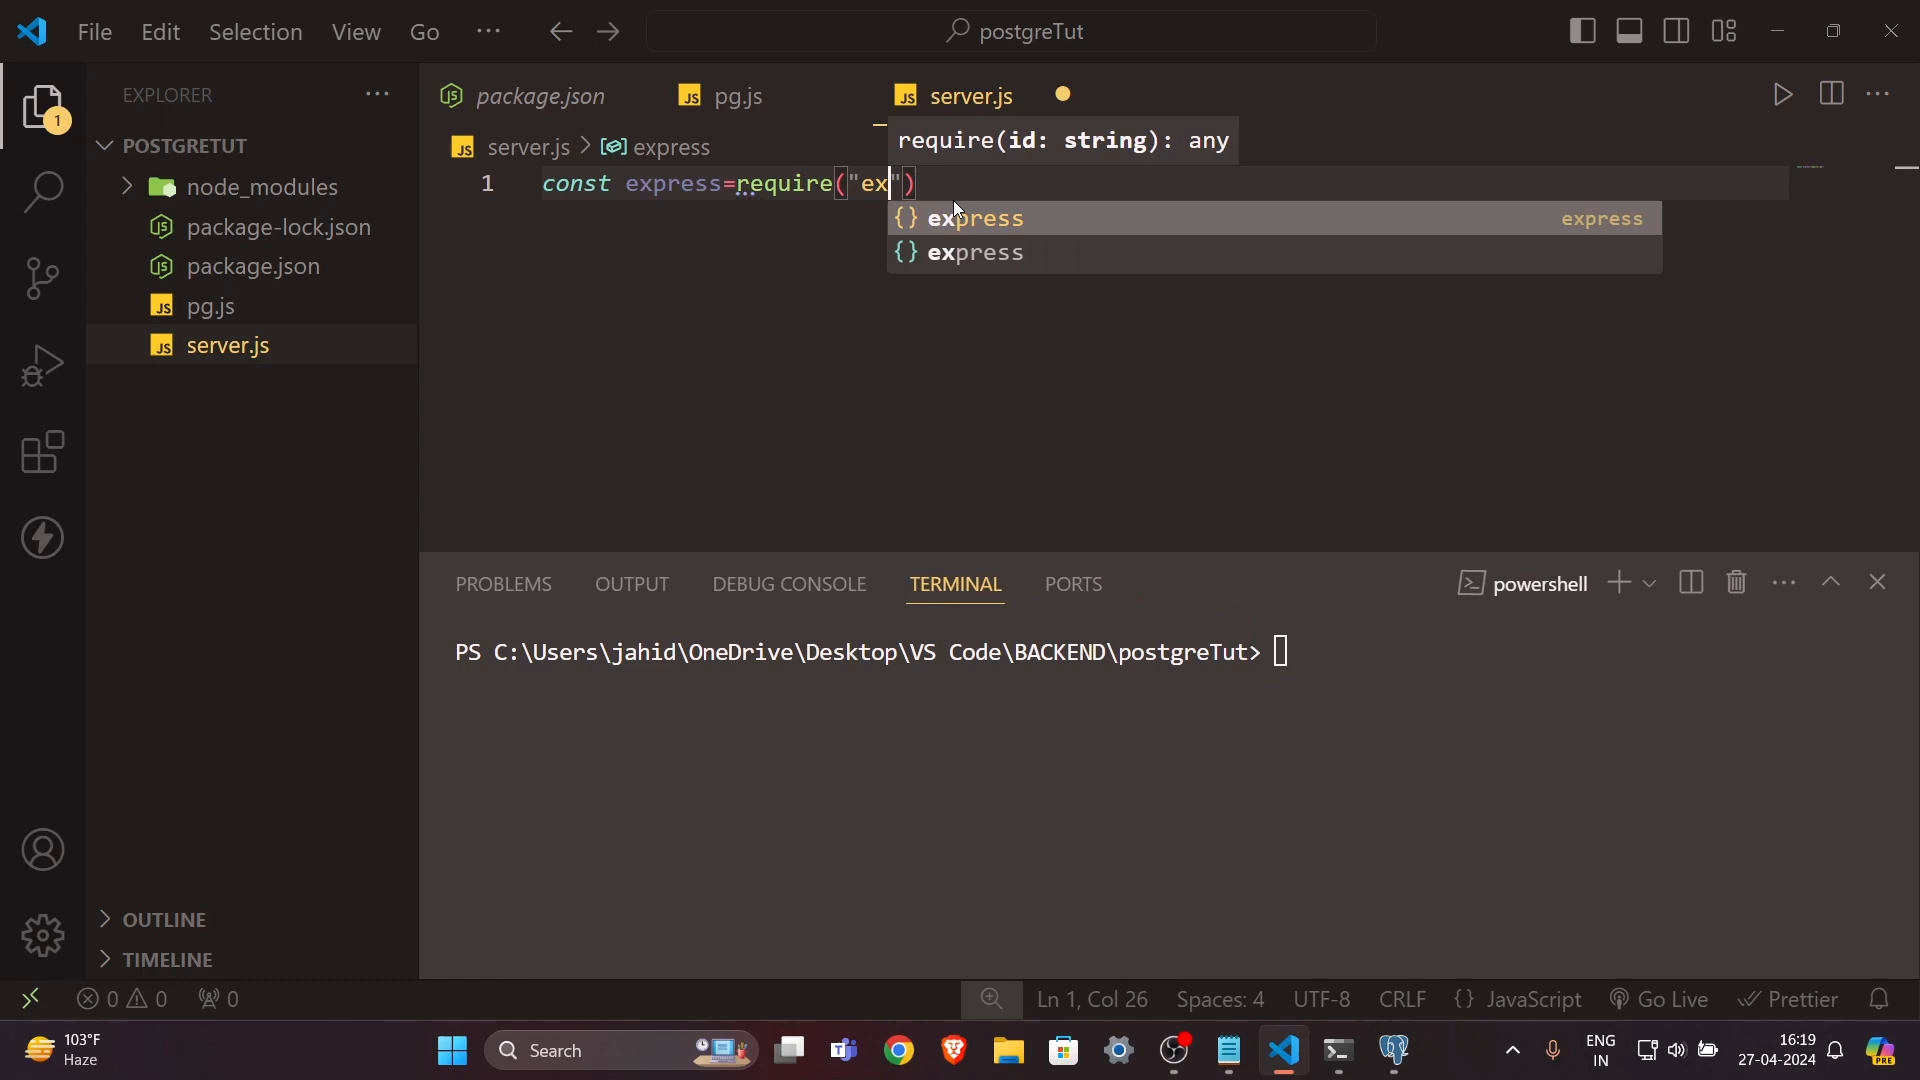 File Edit Selection View Go ··· postgreTut
EXPLORER ···
package.json pg.js server.js
1
POSTGRETUT
node_modules
package-lock.json
package.json
pg.js
server.js
server.js > express
require(id: string): any
1 const express=require("ex")
express express
express
PROBLEMS OUTPUT DEBUG CONSOLE TERMINAL PORTS
powershell
PS C:\Users\jahid\OneDrive\Desktop\VS Code\BACKEND\postgreTut>
OUTLINE
TIMELINE
0 0 0 Ln 1, Col 26 Spaces: 4 UTF-8 CRLF {} JavaScript Go Live Prettier
103°F
Haze
Search
ENG
IN
16:19
27-04-2024
PRE